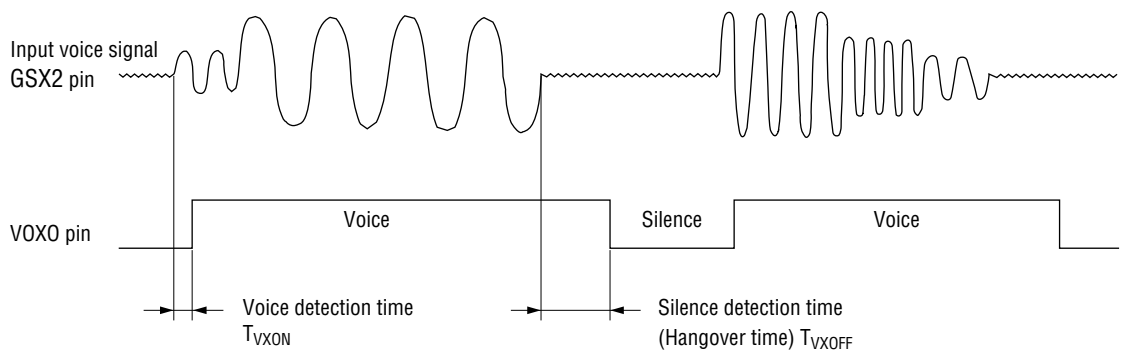 Input voice signal
GSX2 pin
VOXO pin
Voice
Silence
Voice
Voice detection time
TVXON
Silence detection time
(Hangover time) TVXOFF